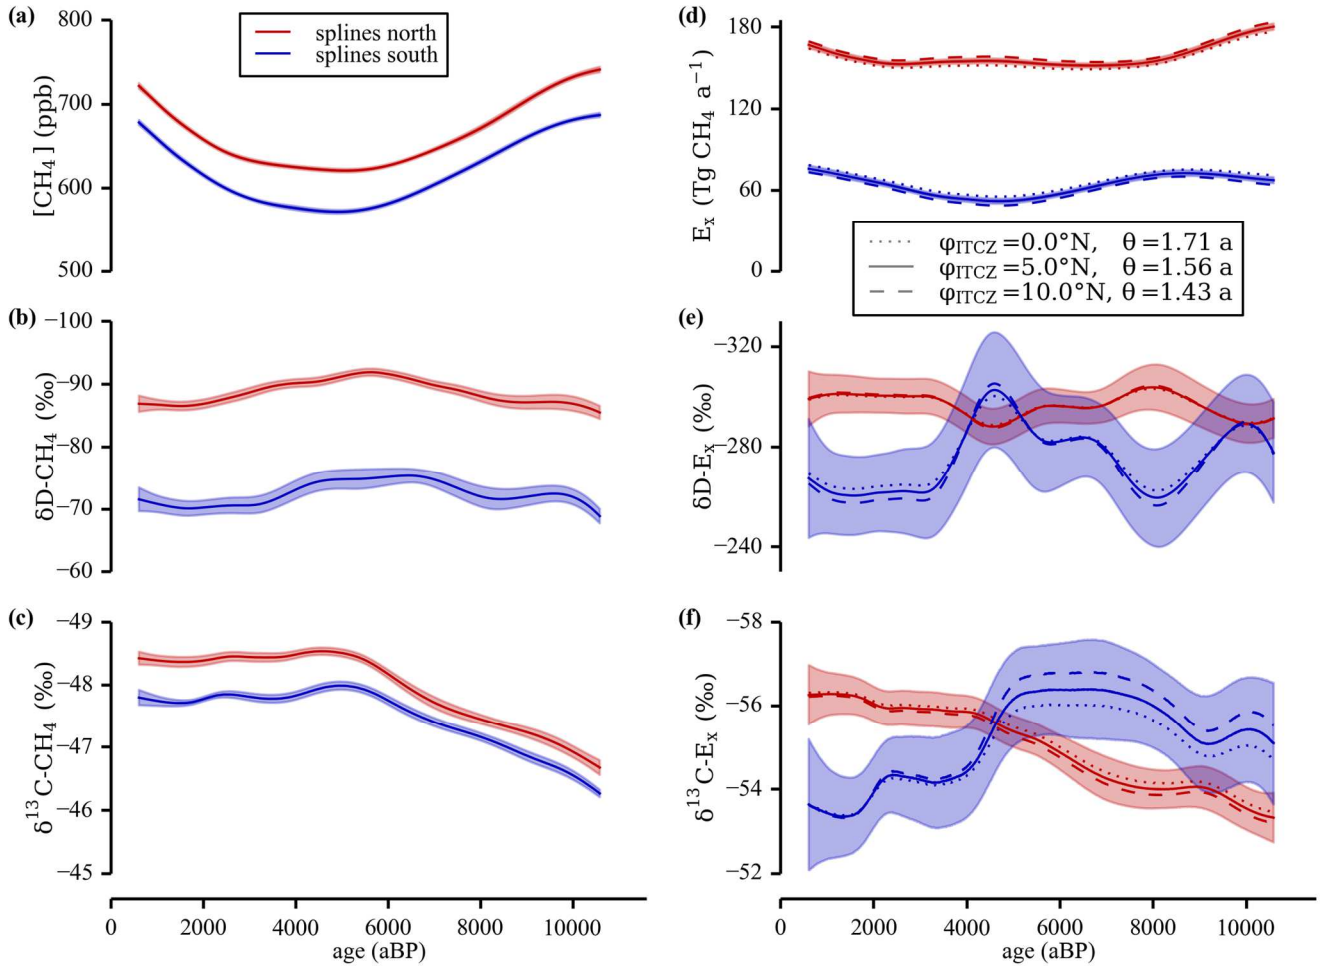 (a)
800
700
600
500
[CH₄] (ppb)
splines north
splines south
(b)
−100
−90
−80
−70
−60
δD-CH₄ (‰)
(c)
−49
−48
−47
−46
−45
δ¹³C-CH₄ (‰)
0 2000 4000 6000 8000 10000
age (aBP)
(d)
180
120
60
0
Eₓ (Tg CH₄ a⁻¹)
φITCZ=0.0°N, θ=1.71 a
φITCZ=5.0°N, θ=1.56 a
φITCZ=10.0°N, θ=1.43 a
(e)
−320
−280
−240
δD-Eₓ (‰)
(f)
−58
−56
−54
−52
δ¹³C-Eₓ (‰)
0 2000 4000 6000 8000 10000
age (aBP)